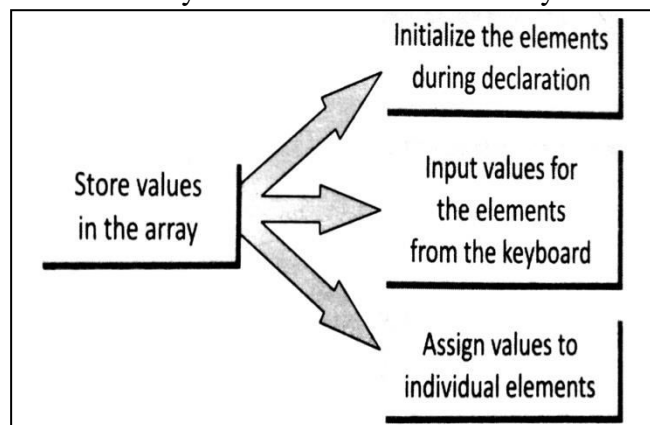 Store values
in the array
Initialize the elements
during declaration
Input values for
the elements
from the keyboard
Assign values to
individual elements